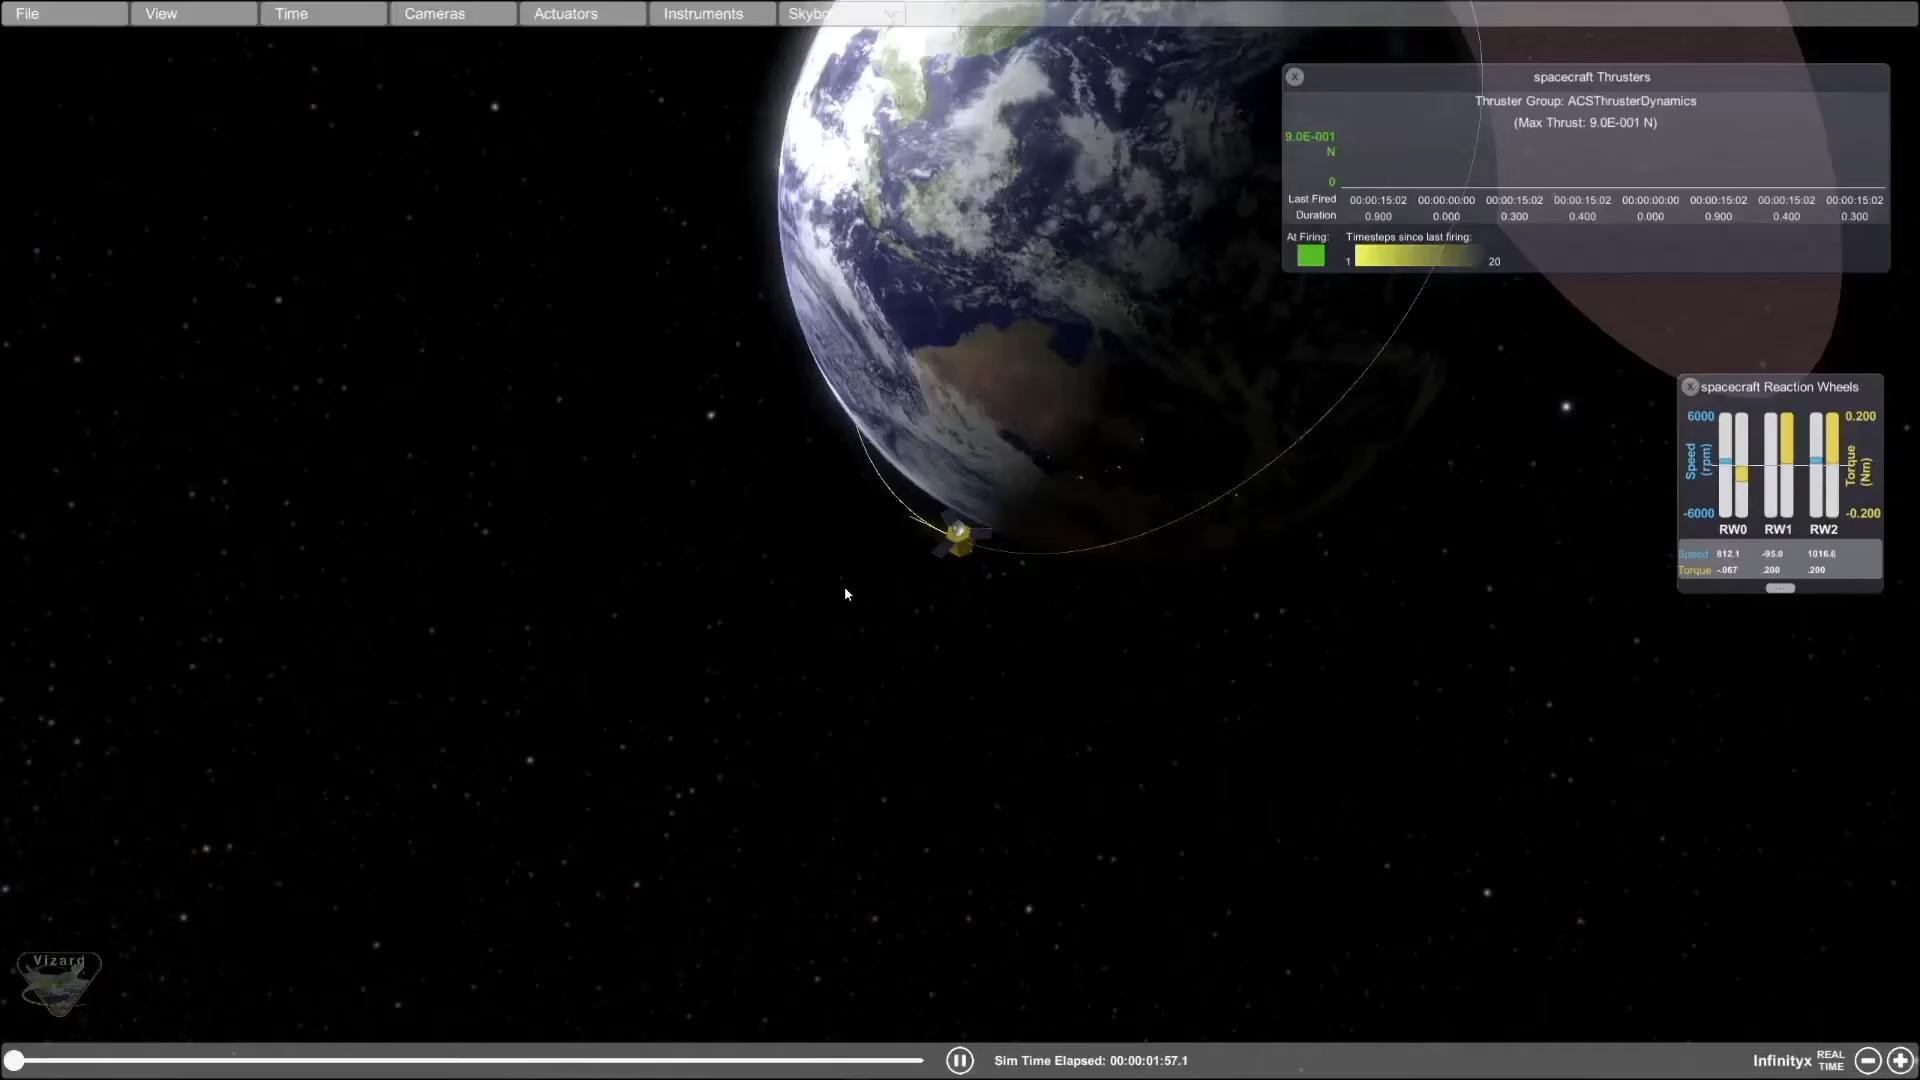 File View Time Cameras Actuators Instruments Skybo
spacecraft Thrusters
Thruster Group: ACSThrusterDynamics
(Max Thrust: 9.0E-001 N)
9.0E-001
N
0
Last Fired 00:00:15:02 00:00:00:00 00:00:15:02 00:00:15:02 00:00:00:00 00:00:15:02 00:00:15:02 00:00:15:02
Duration 0.900 0.000 0.300 0.400 0.000 0.900 0.400 0.300
At Firing: Timesteps since last firing:
1 20
X spacecraft Reaction Wheels
6000 0.200
Speed (rpm) Torque (Nm)
-6000 -0.200
RW0 RW1 RW2
Speed 812.1 -95.0 1016.6
Torque -.067 .200 .200
Vizard
Sim Time Elapsed: 00:00:01:57.1
Infinityx REAL TIME